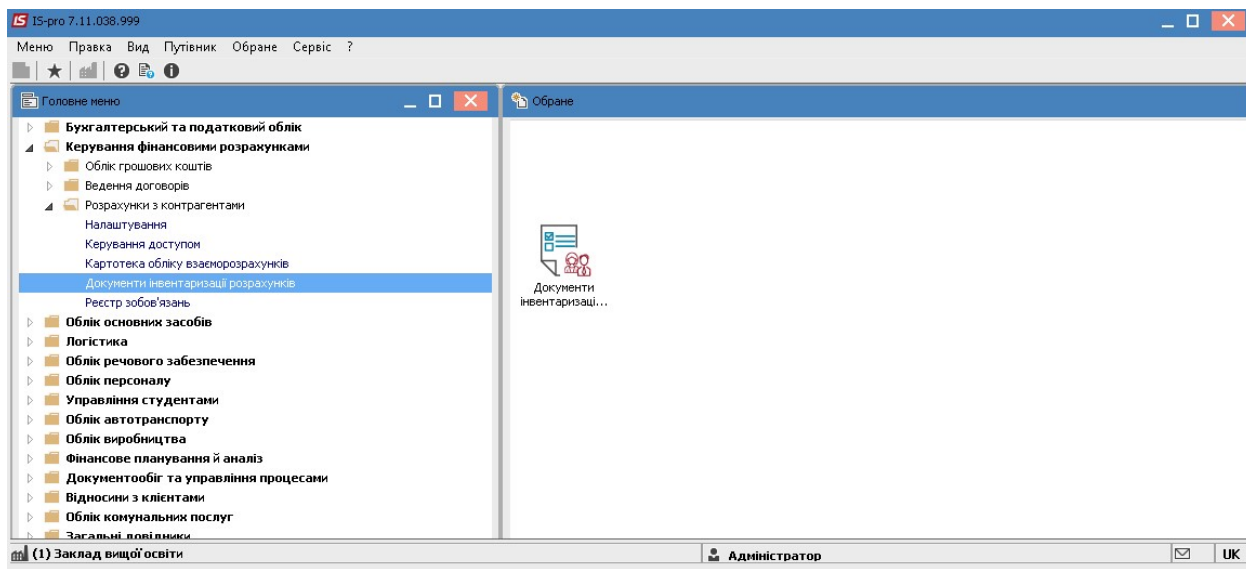 IS IS-pro 7.11.038.999
Меню Правка Вид Путівник Обране Сервіс ?
Головне меню
Бухгалтерський та податковий облік
Керування фінансовими розрахунками
Облік грошових коштів
Ведення договорів
Розрахунки з контрагентами
Налаштування
Керування доступом
Картотека обліку взаєморозрахунків
Документи інвентаризації розрахунків
Реєстр зобов'язань
Облік основних засобів
Логістика
Облік речового забезпечення
Облік персоналу
Управління студентами
Облік автотранспорту
Облік виробництва
Фінансове планування й аналіз
Документообіг та управління процесами
Відносини з клієнтами
Облік комунальних послуг
Загальні довідники
Обране
Документи
інвентаризаці...
(1) Заклад вищої освіти
Адміністратор
UK